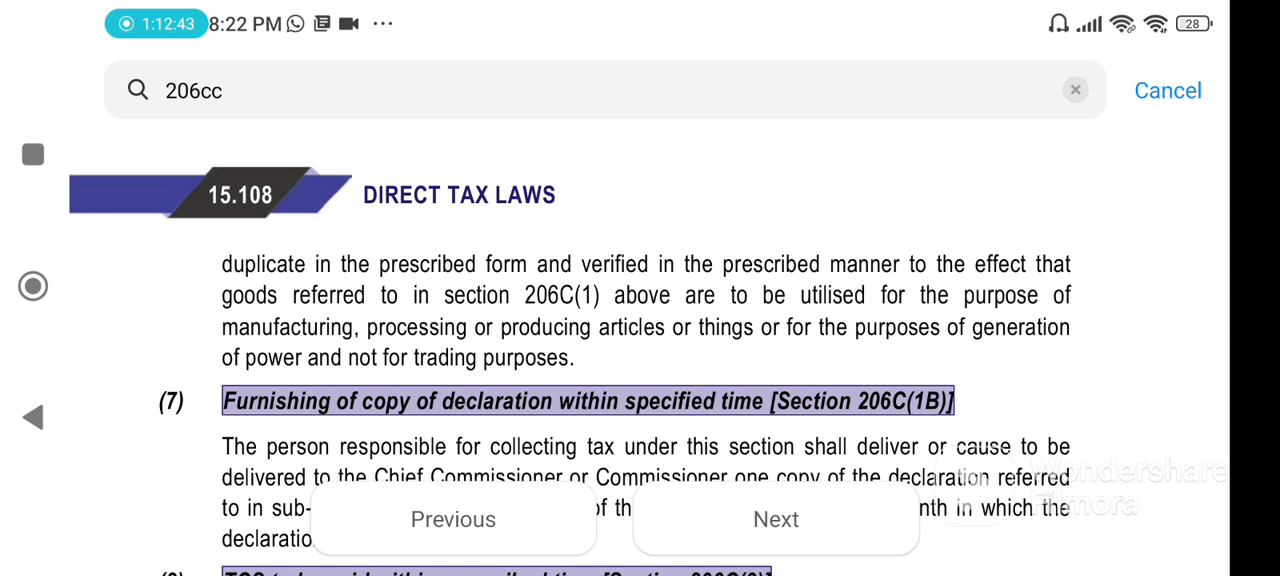 1:12:43 8:22 PM 28
206cc Cancel
15.108 DIRECT TAX LAWS
duplicate in the prescribed form and verified in the prescribed manner to the effect that
goods referred to in section 206C(1) above are to be utilised for the purpose of
manufacturing, processing or producing articles or things or for the purposes of generation
of power and not for trading purposes.
(7) Furnishing of copy of declaration within specified time [Section 206C(1B)]
The person responsible for collecting tax under this section shall deliver or cause to be
delivered to the Chief Commissioner or Commissioner one copy of the declaration referred
to in sub- of th nth in which the
declaratio
Previous Next
Wondershare
Filmora